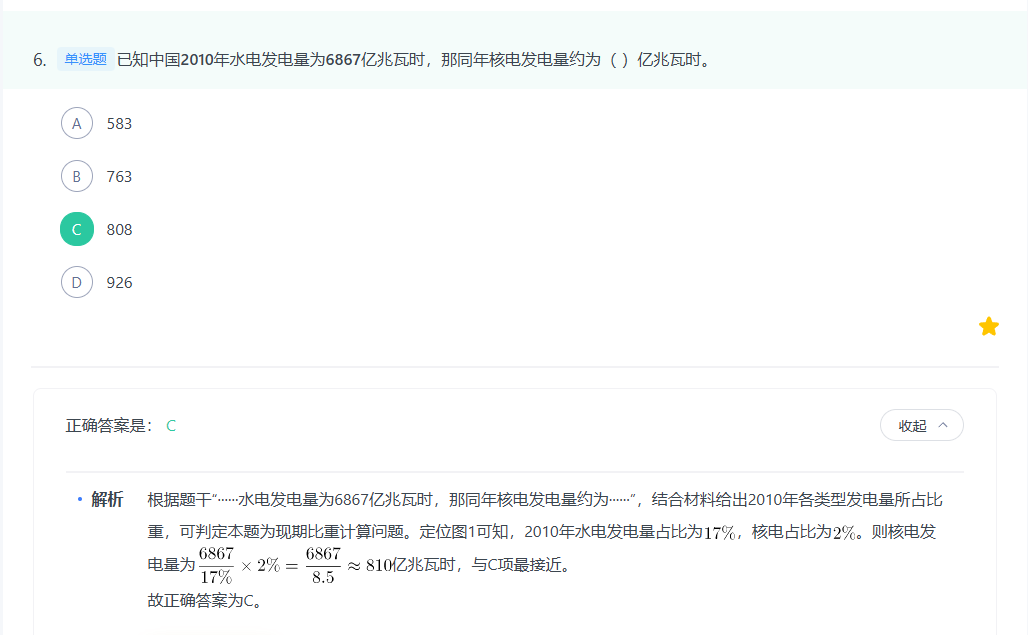 6. 单选题 已知中国2010年水电发电量为6867亿兆瓦时，那同年核电发电量约为（ ）亿兆瓦时。
A 583
B 763
C 808
D 926
正确答案是： C
收起
• 解析 根据题干“······水电发电量为6867亿兆瓦时，那同年核电发电量约为······”，结合材料给出2010年各类型发电量所占比
重，可判定本题为现期比重计算问题。定位图1可知，2010年水电发电量占比为17%，核电占比为2%。则核电发
电量为 6867/17% × 2% = 6867/8.5 ≈ 810亿兆瓦时，与C项最接近。
故正确答案为C。